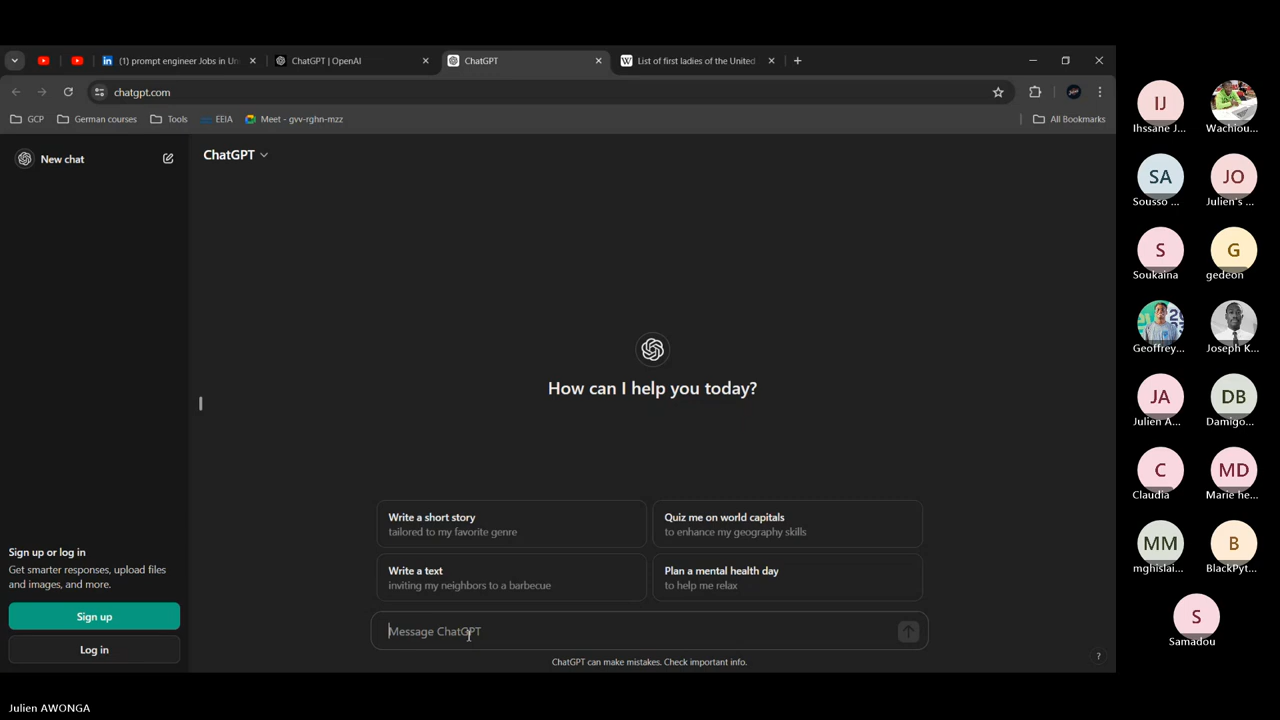 (1) prompt engineer Jobs in Un
ChatGPT | OpenAI
ChatGPT
List of first ladies of the United
chatgpt.com
GCP
German courses
Tools
EEIA
Meet - gvv-rghn-mzz
All Bookmarks
New chat
ChatGPT
How can I help you today?
Write a short story
tailored to my favorite genre
Quiz me on world capitals
to enhance my geography skills
Write a text
inviting my neighbors to a barbecue
Plan a mental health day
to help me relax
Sign up or log in
Get smarter responses, upload files
and images, and more.
Sign up
Log in
Message ChatGPT
ChatGPT can make mistakes. Check important info.
?
IJ
Ihssane J...
Wachiou...
SA
Sousso ...
JO
Julien's ...
S
Soukaina
G
gedeon
Geoffrey...
Joseph K...
JA
Julien A...
DB
Damigo...
C
Claudia
MD
Marie he...
MM
mghislai...
B
BlackPyt...
S
Samadou
Julien AWONGA